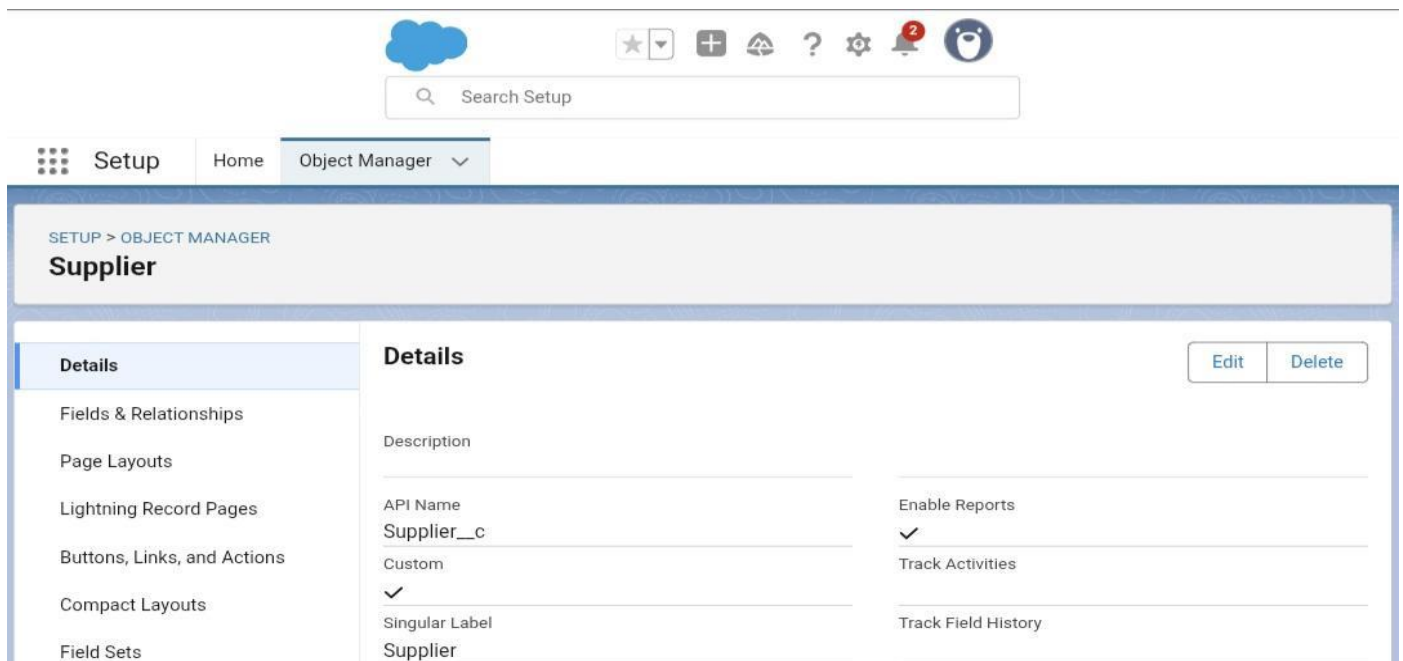 2
Search Setup
Setup Home Object Manager
SETUP > OBJECT MANAGER
Supplier
Details
Fields & Relationships
Page Layouts
Lightning Record Pages
Buttons, Links, and Actions
Compact Layouts
Field Sets
Details
Edit Delete
Description
API Name
Supplier__c
Custom
Singular Label
Supplier
Enable Reports
Track Activities
Track Field History